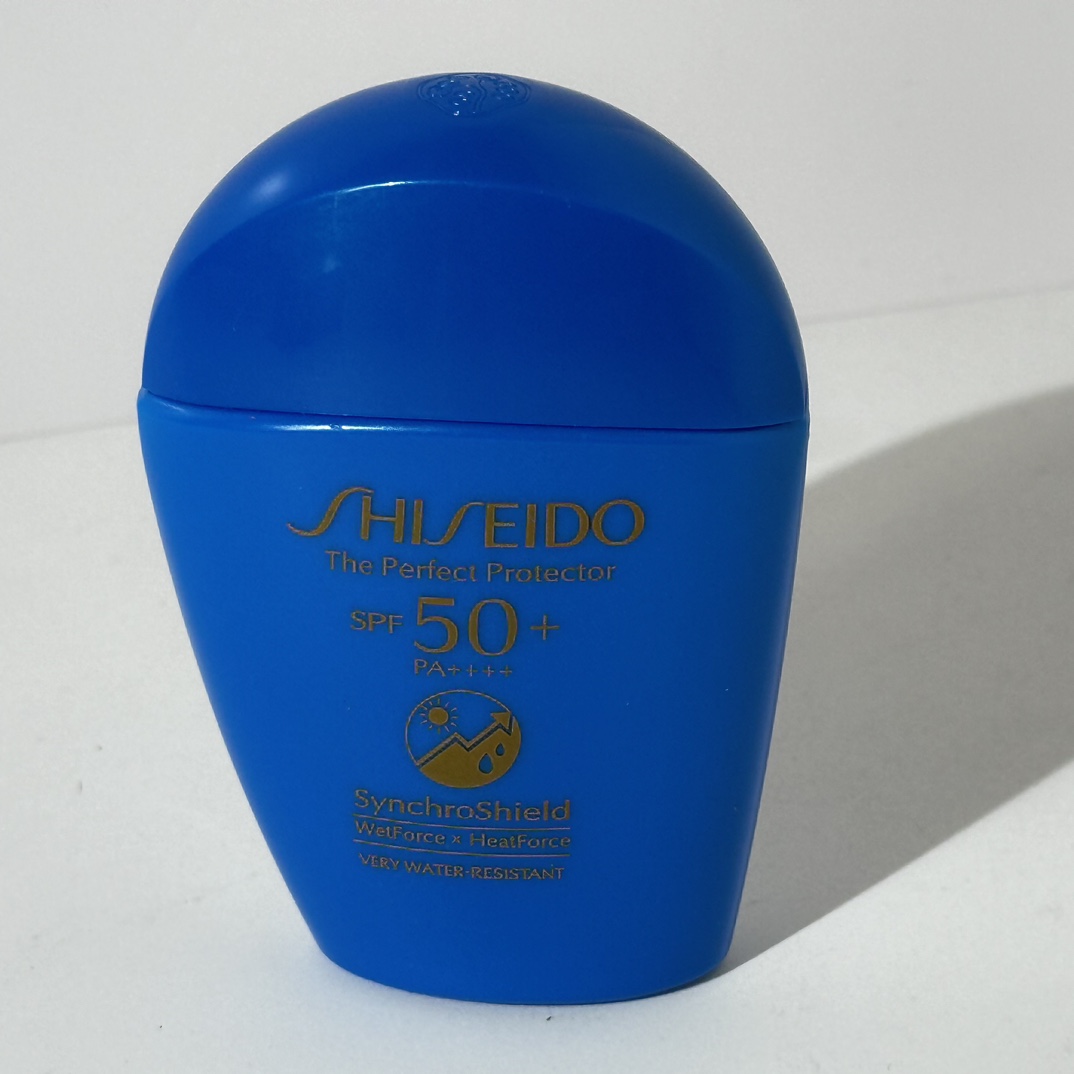 SHISEIDO
The Perfect Protector
SPF 50+
PA++++
SynchroShield
WetForce x HeatForce
VERY WATER-RESISTANT